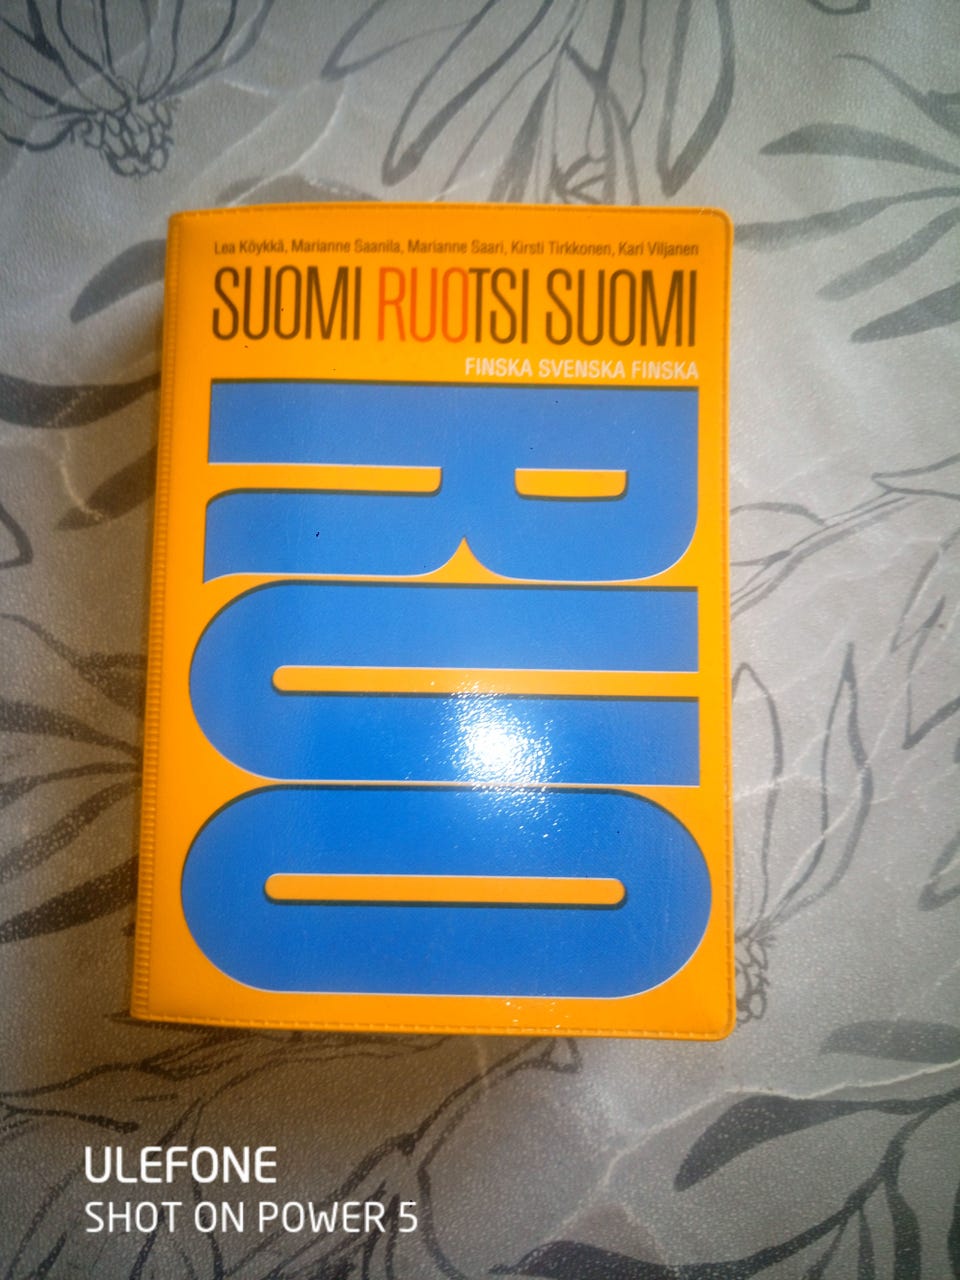 Lea Köykkä, Marianne Saanila, Marianne Saari, Kirsti Tirkkonen, Kari Viljanen
SUOMI RUOTSI SUOMI
FINSKA SVENSKA FINSKA
RUO
ULEFONE
SHOT ON POWER 5